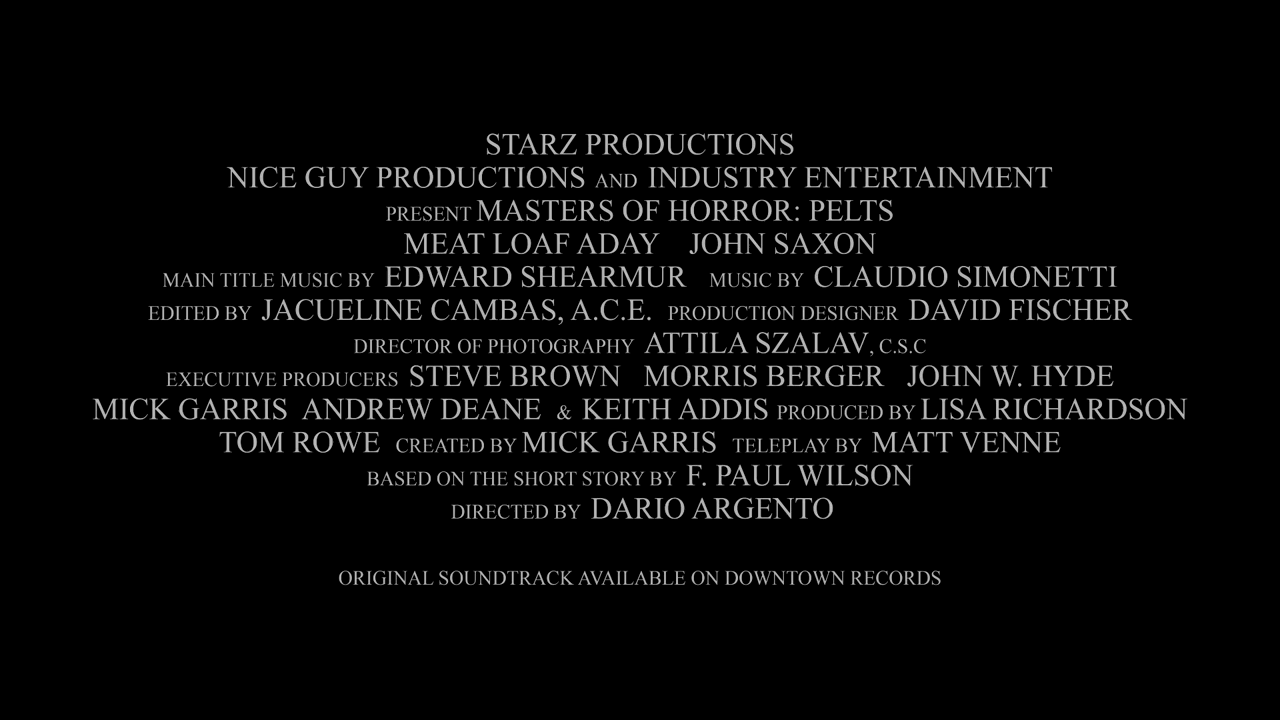 STARZ PRODUCTIONS
NICE GUY PRODUCTIONS AND INDUSTRY ENTERTAINMENT
PRESENT MASTERS OF HORROR: PELTS
MEAT LOAF ADAY JOHN SAXON
MAIN TITLE MUSIC BY EDWARD SHEARMUR MUSIC BY CLAUDIO SIMONETTI
EDITED BY JACUELINE CAMBAS, A.C.E. PRODUCTION DESIGNER DAVID FISCHER
DIRECTOR OF PHOTOGRAPHY ATTILA SZALAV, C.S.C
EXECUTIVE PRODUCERS STEVE BROWN MORRIS BERGER JOHN W. HYDE
MICK GARRIS ANDREW DEANE & KEITH ADDIS PRODUCED BY LISA RICHARDSON
TOM ROWE CREATED BY MICK GARRIS TELEPLAY BY MATT VENNE
BASED ON THE SHORT STORY BY F. PAUL WILSON
DIRECTED BY DARIO ARGENTO
ORIGINAL SOUNDTRACK AVAILABLE ON DOWNTOWN RECORDS